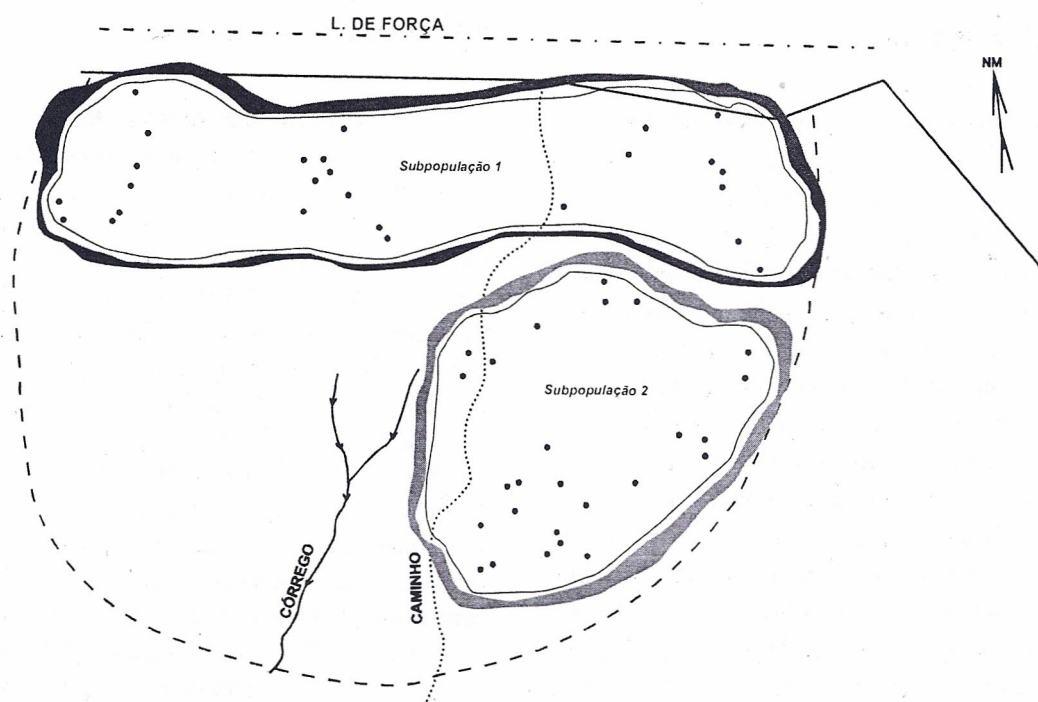 L. DE FORÇA
NM
Subpopulação 1
Subpopulação 2
CÓRREGO
CAMINHO